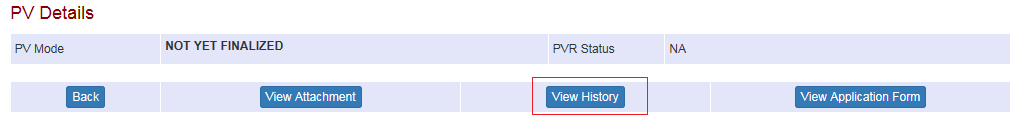 PV Details
PV Mode NOT YET FINALIZED PVR Status NA
Back View Attachment View History View Application Form